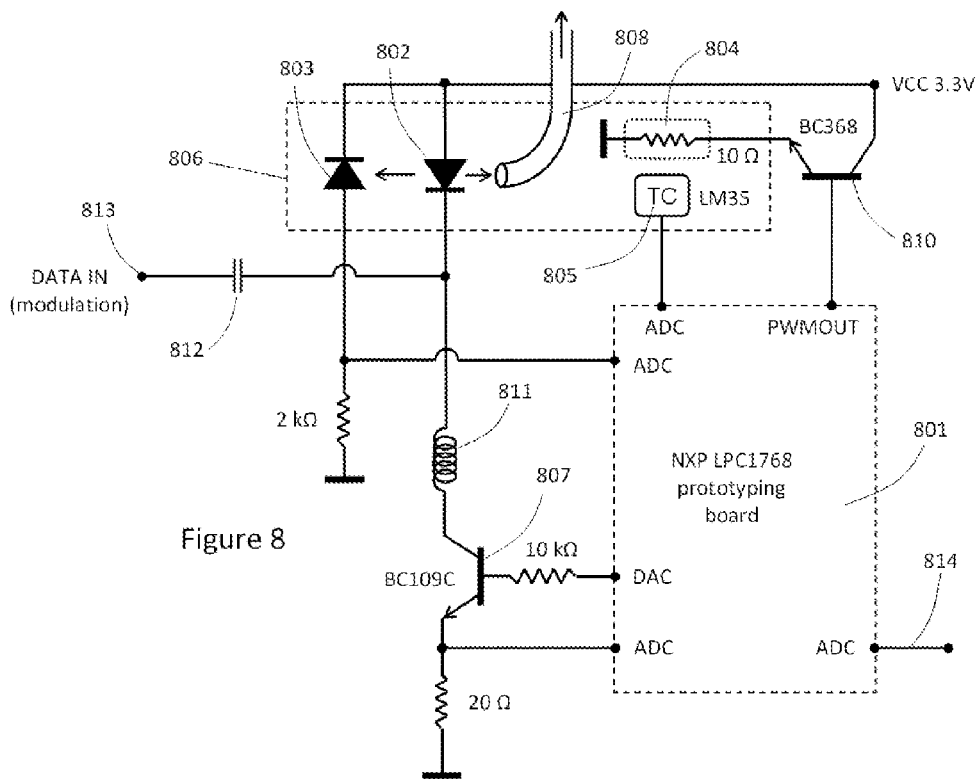 808
804
803
802
VCC 3.3V
BC368
10 Ω
806
TC
LM35
813
810
805
DATA IN
(modulation)
ADC
PWMOUT
812
ADC
811
2 kΩ
801
NXP LPC1768
prototyping
board
807
Figure 8
10 kΩ
BC109C
DAC
814
ADC
ADC
20 Ω